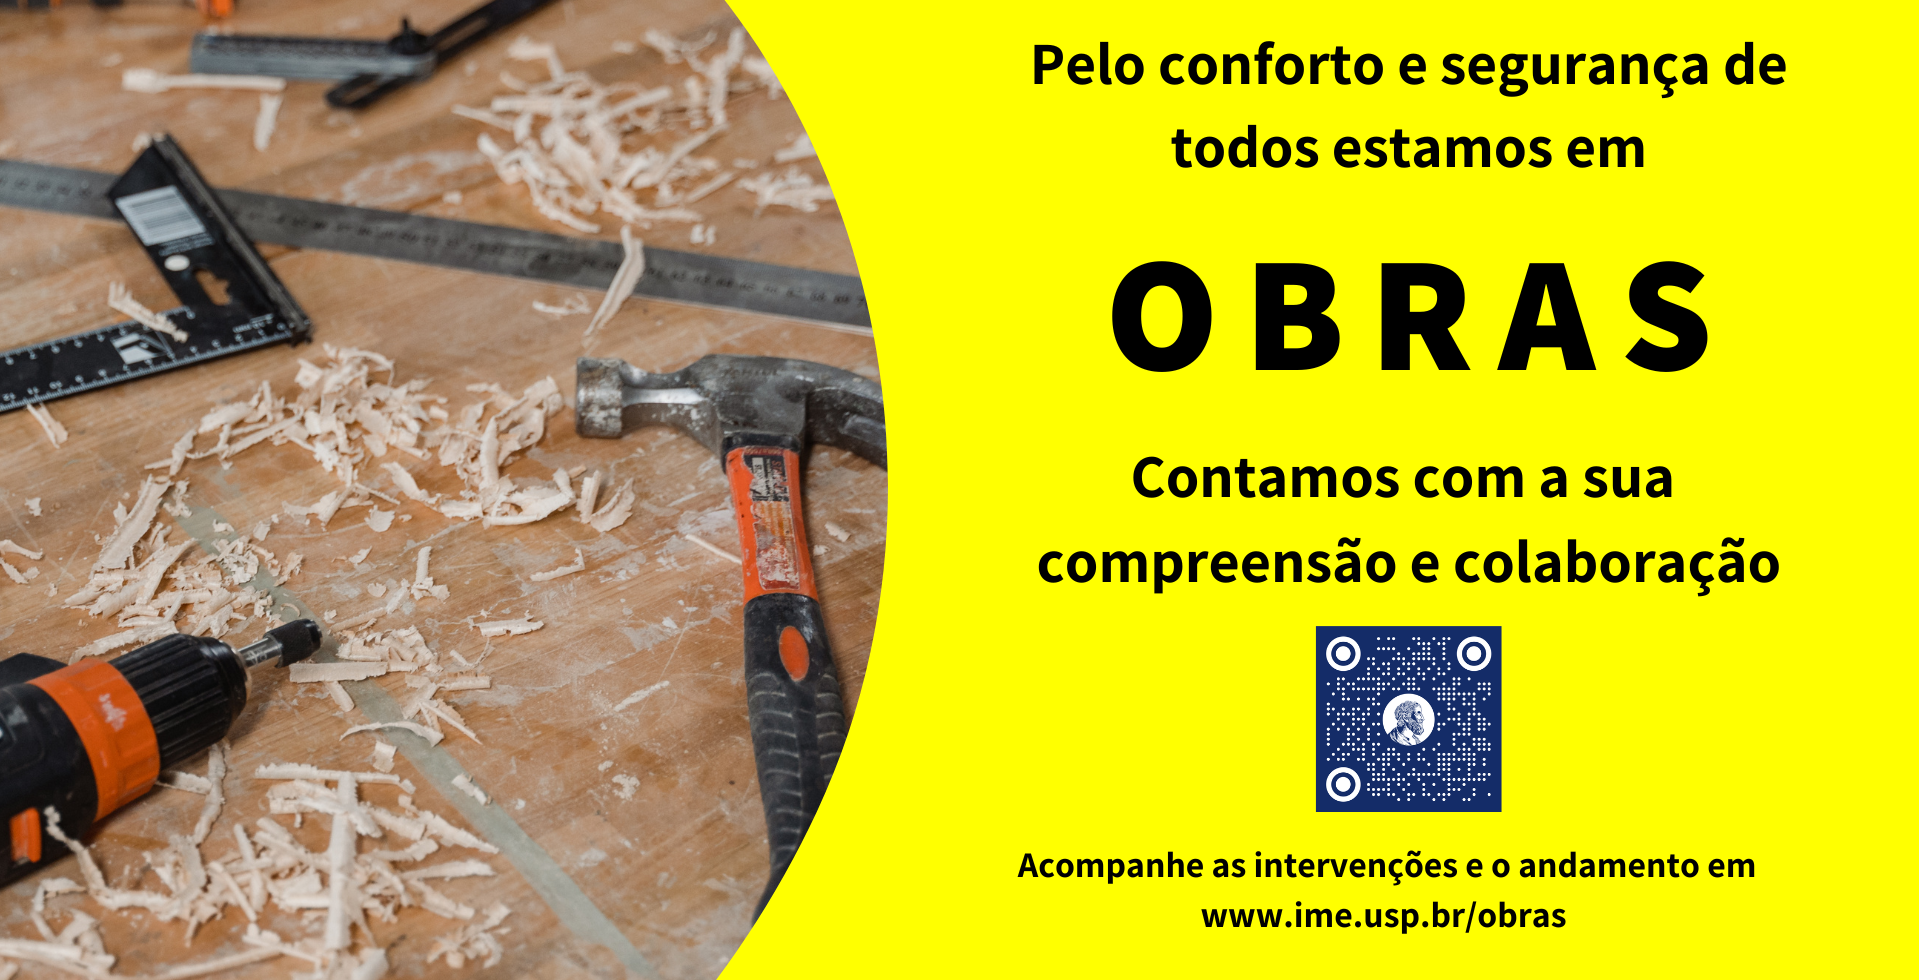 Pelo conforto e segurança de
todos estamos em
OBRAS
Contamos com a sua
compreensão e colaboração
Acompanhe as intervenções e o andamento em
www.ime.usp.br/obras